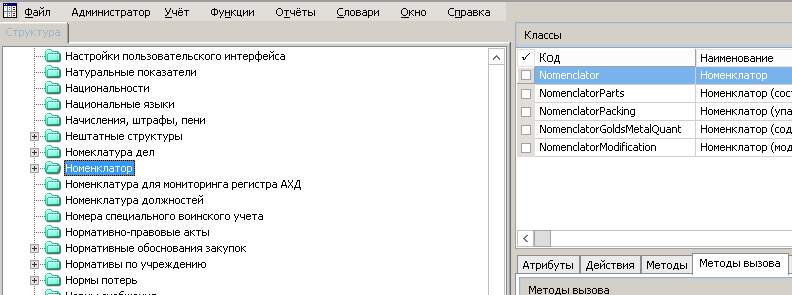 Файл Администратор Учёт Функции Отчёты Словари Окно Справка
Структура
Настройки пользовательского интерфейса
Натуральные показатели
Национальности
Национальные языки
Начисления, штрафы, пени
Нештатные структуры
Номеклатура дел
Номенклатор
Номенклатура для мониторинга регистра АХД
Номенклатура должностей
Номера специального воинского учета
Нормативно-правовые акты
Нормативные обоснования закупок
Нормативы по учреждению
Нормы потерь
Классы
Код Наименование
Nomenclator Номенклатор
NomenclatorParts Номенклатор (сос
NomenclatorPacking Номенклатор (упа
NomenclatorGoldsMetalQuant Номенклатор (сод
NomenclatorModification Номенклатор (мод
Атрибуты Действия Методы Методы вызова
Методы вызова